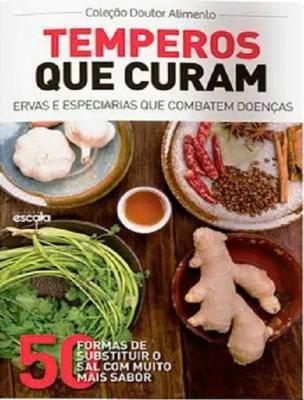 Coleção Doutor Alimento
TEMPEROS
QUE CURAM
ERVAS E ESPECIARIAS QUE COMBATEM DOENÇAS
escala
50 FORMAS DE
SUBSTITUIR O
SAL COM MUITO
MAIS SABOR